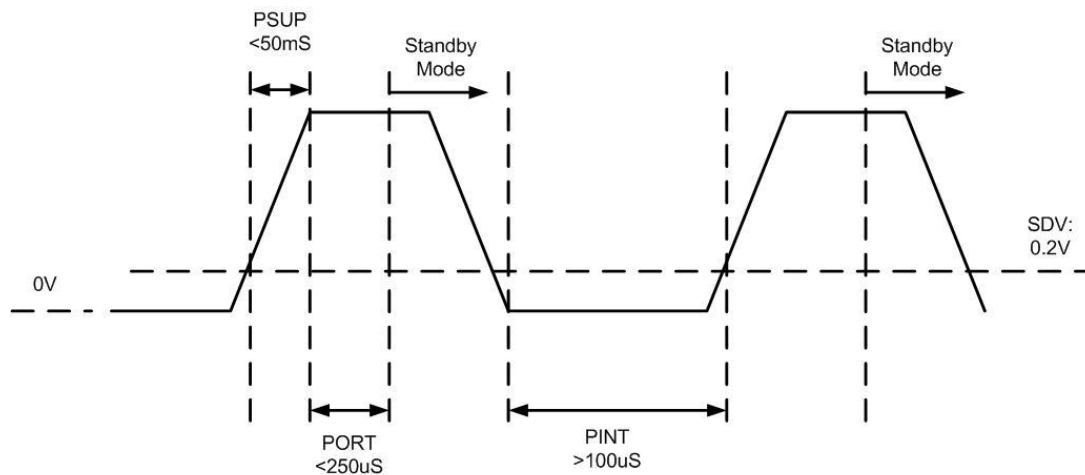 PSUP
<50mS
Standby
Mode
Standby
Mode
SDV:
0.2V
0V
PORT
<250uS
PINT
>100uS